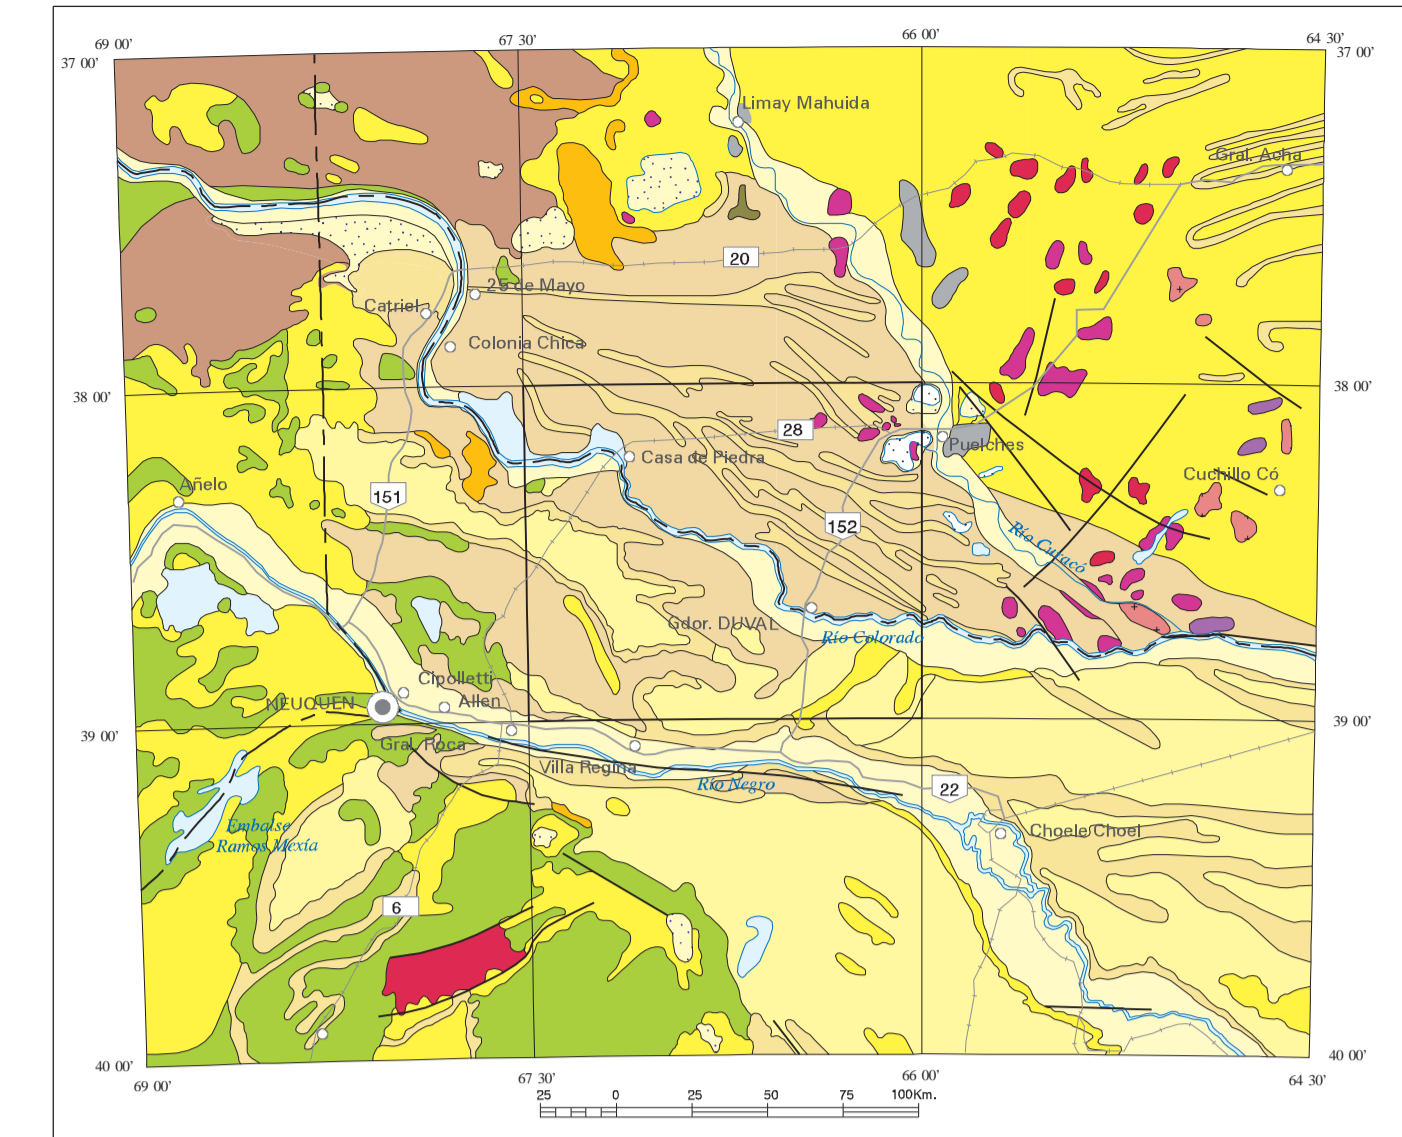 69 00'
67 30'
66 00'
64 30'
37 00'
37 00'
Limay Mahuida
Gral. Acha
20
25 de Mayo
Catriel
Colonia Chica
38 00'
38 00'
28
Puelches
Casa de Piedra
Cuchillo Có
Añelo
151
152
Río Curacó
Gdor. DUVAL
Río Colorado
Cipolletti
NEUQUEN
Allen
39 00'
39 00'
Gral. Roca
Villa Regina
Río Negro
22
Embalse
Ramos Mexía
Choele Choel
6
40 00'
40 00'
69 00'
67 30'
66 00'
64 30'
25 0 25 50 75 100Km.